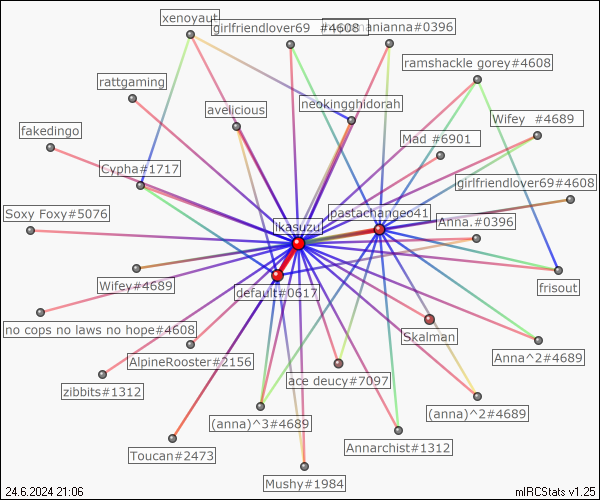 xenoyaut
girlfriendlover69 #4608
manianna#0396
ramshackle gorey#4608
rattgaming
avelicious
neokingghidorah
Wifey #4689
fakedingo
Mad #6901
Cypha#1717
girlfriendlover69#4608
Soxy Foxy#5076
ikasuzu
pastachange041
Anna.#0396
Wifey#4689
default#0617
frisout
no cops no laws no hope#4608
AlpineRooster#2156
Skalman
Anna^2#4689
zibbits#1312
ace deucy#7097
(anna)^3#4689
(anna)^2#4689
Toucan#2473
Annarchist#1312
Mushy#1984
24.6.2024 21:06
mIRCStats v1.25